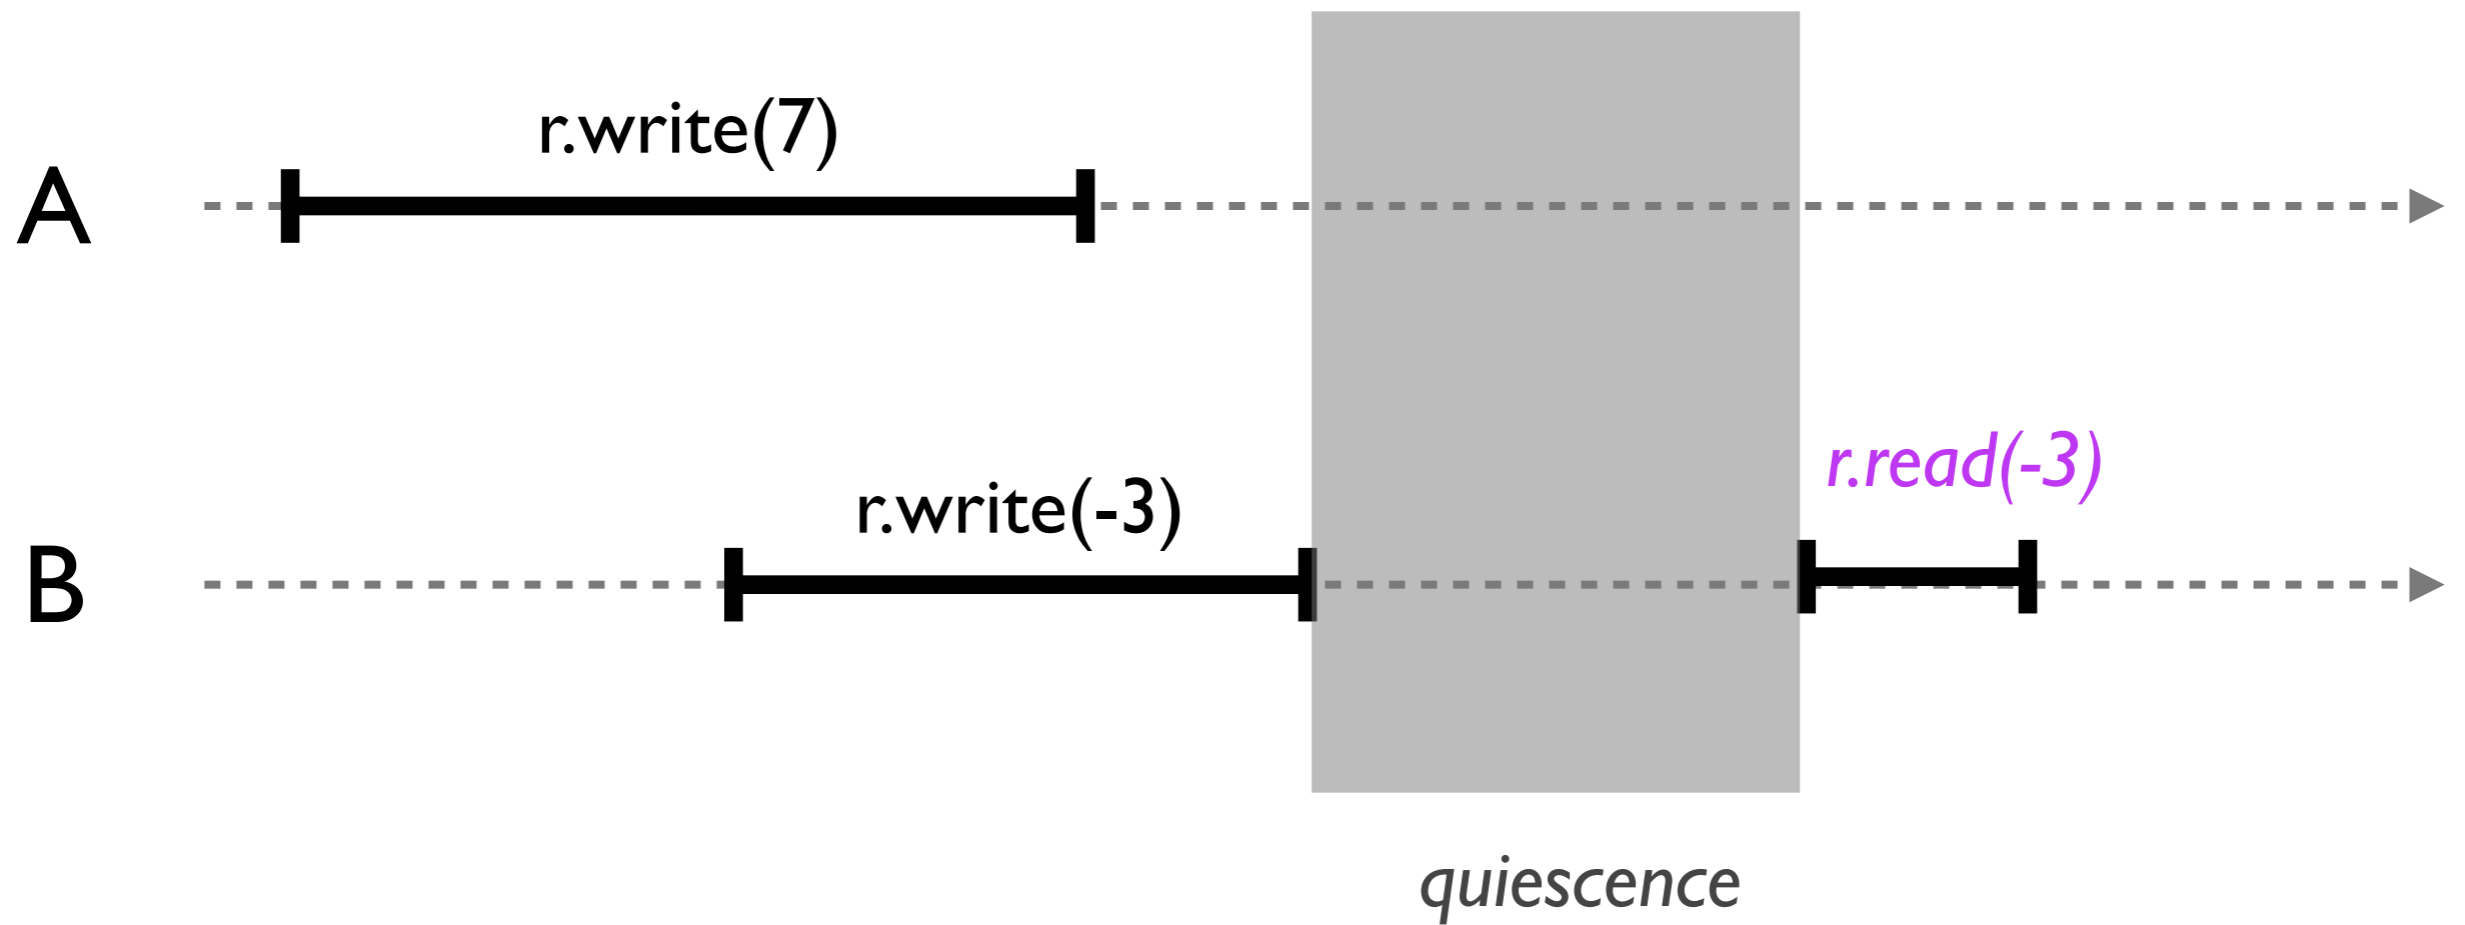 r.write(7)
A
r.read(-3)
r.write(-3)
B
quiescence